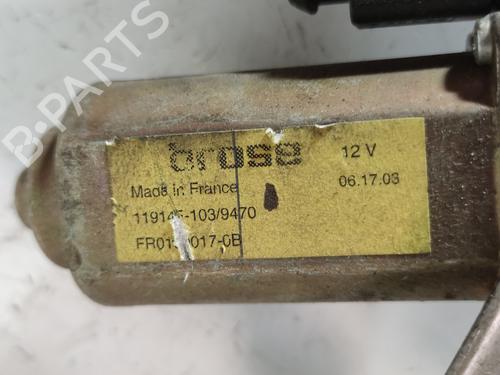 B-PARTS
brose
12 V
Made in France
06.17.03
119145-103/9470